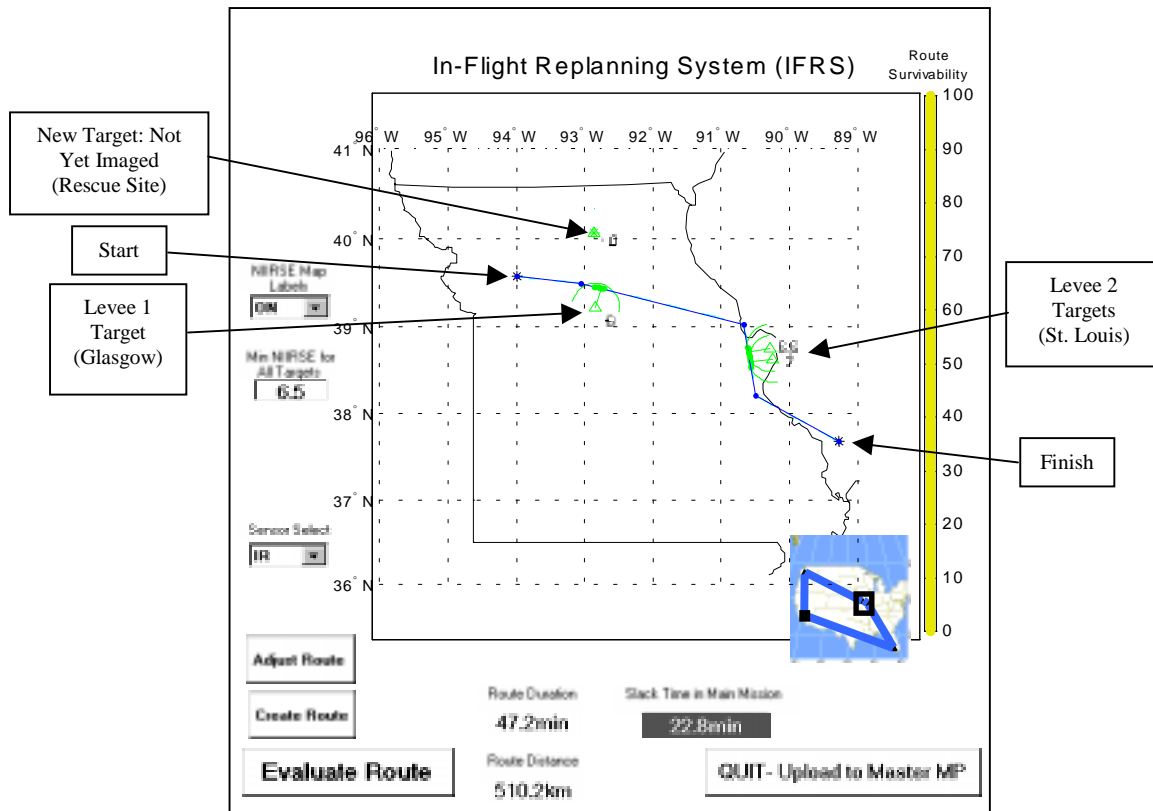 In-Flight Replanning System (IFRS)
Route
Survivability
100
90
80
70
60
50
40
30
20
10
0
96° W 95° W 94° W 93° W 92° W 91° W 90° W 89° W
41° N
40° N
39° N
38° N
37° N
36° N
New Target: Not
Yet Imaged
(Rescue Site)
Start
Levee 1
Target
(Glasgow)
Levee 2
Targets
(St. Louis)
Finish
NIIRSE Map
Labels
ON
Min NIIRSE for
All Targets
6.5
Sensor Select:
IR
Adjust Route
Create Route
Evaluate Route
Route Duration
47.2min
Route Distance
510.2km
Slack Time in Main Mission
22.8min
QUIT- Upload to Master MP